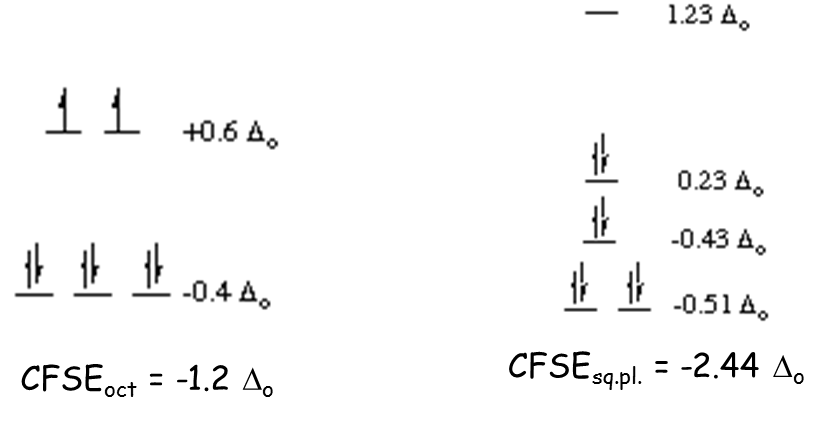 1.23 Δₒ
+0.6 Δₒ
0.23 Δₒ
-0.43 Δₒ
-0.4 Δₒ
-0.51 Δₒ
CFSEoct = -1.2 Δₒ
CFSEsq.pl. = -2.44 Δₒ